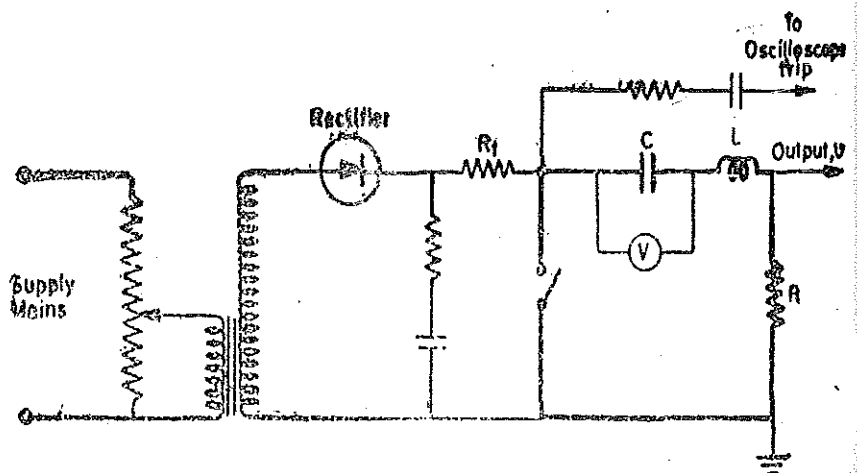 To
Oscilloscope
trip
Rectifier
R1
C
L
Output, U
V
Supply
Mains
R